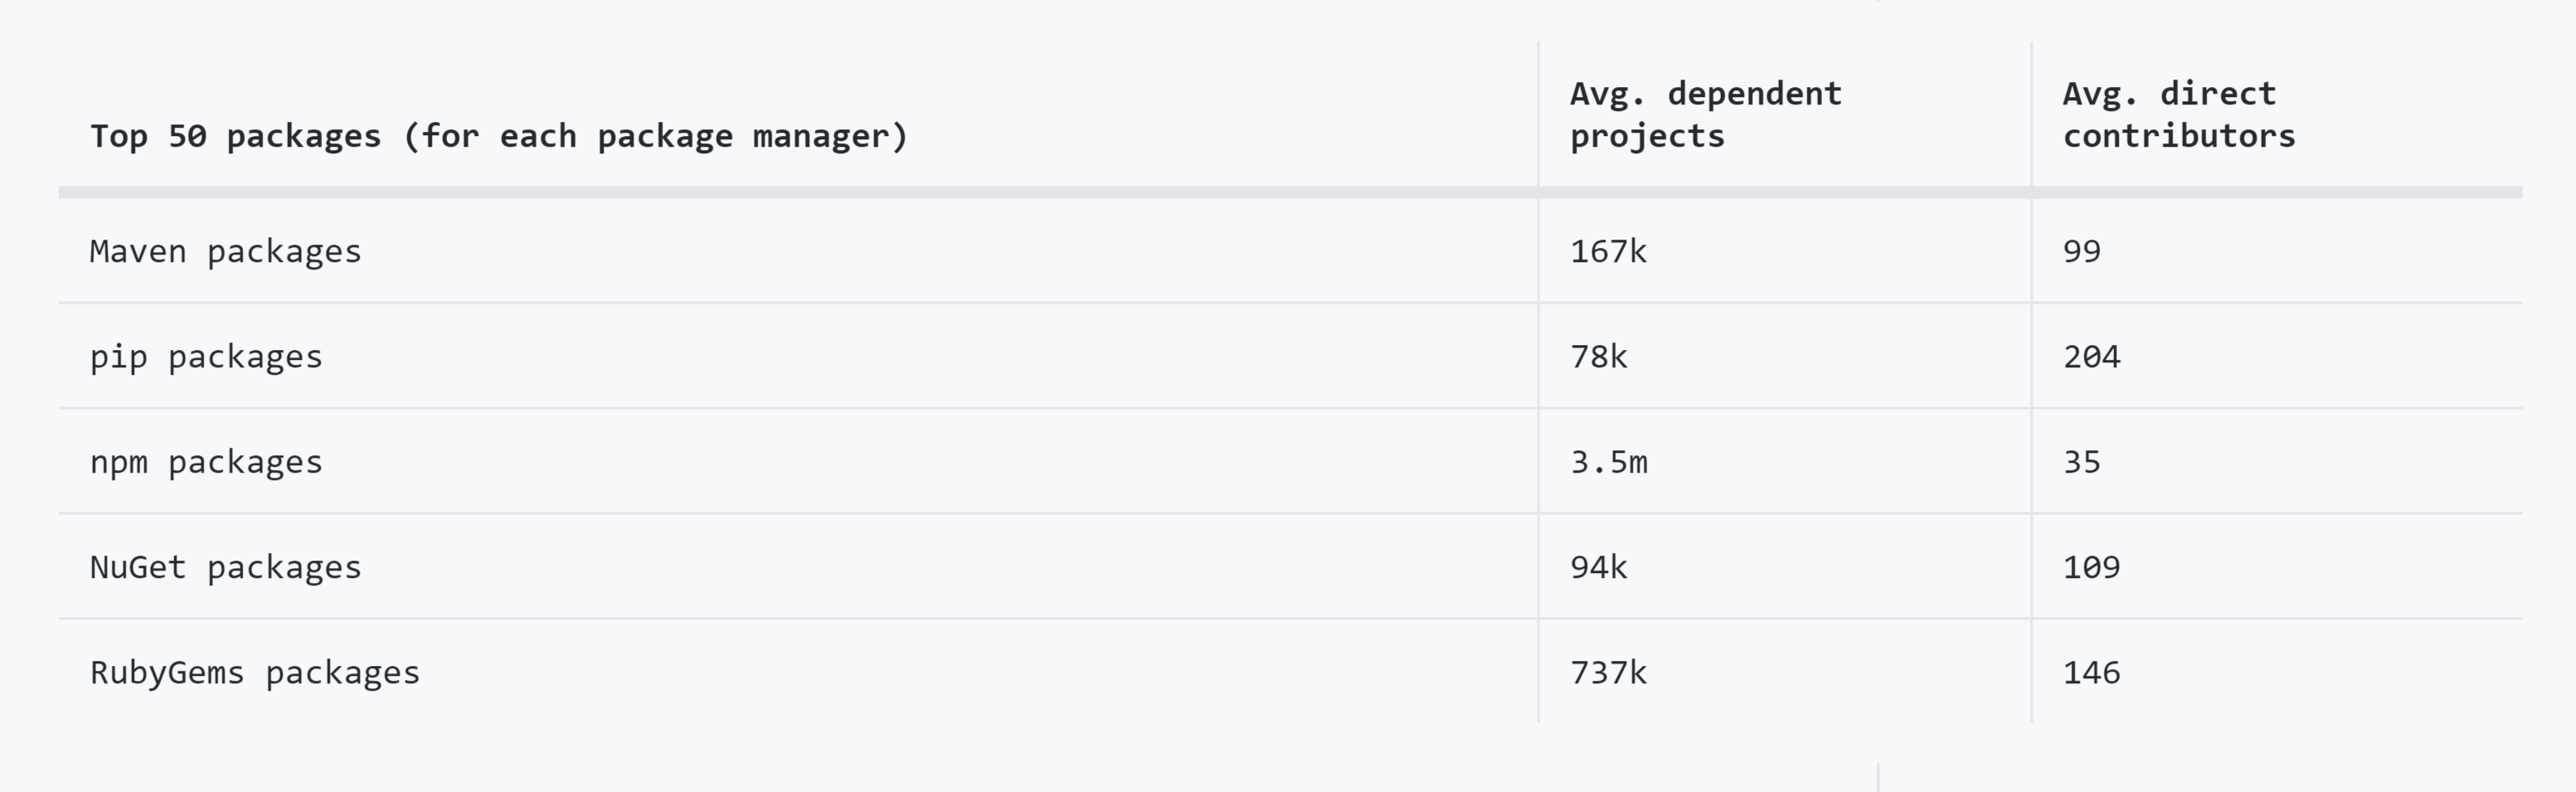 Top 50 packages (for each package manager)
Avg. dependent
projects
Avg. direct
contributors
Maven packages 167k 99
pip packages 78k 204
npm packages 3.5m 35
NuGet packages 94k 109
RubyGems packages 737k 146